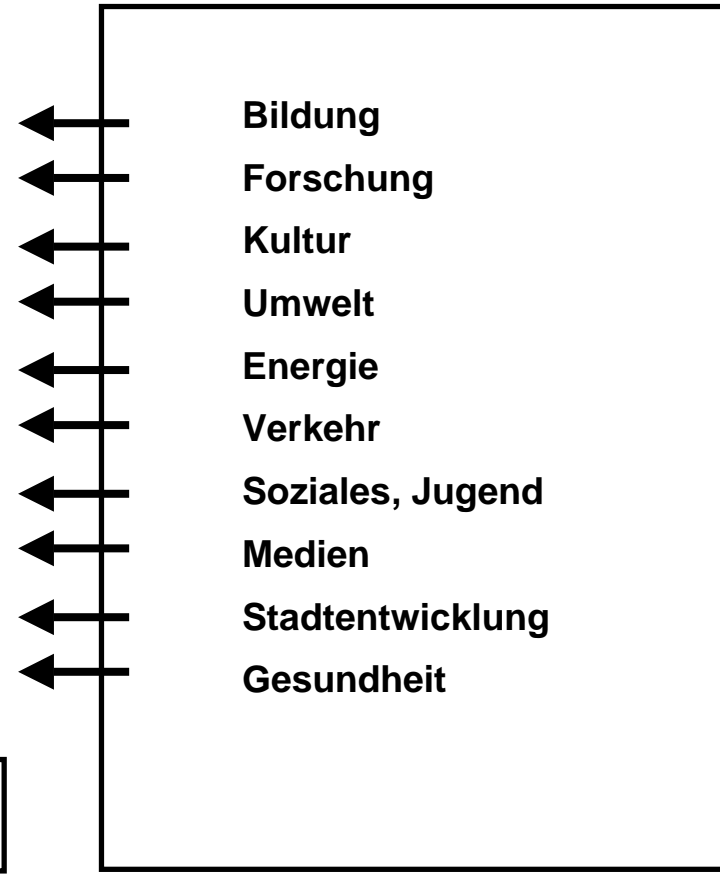 Bildung
Forschung
Kultur
Umwelt
Energie
Verkehr
Soziales, Jugend
Medien
Stadtentwicklung
Gesundheit